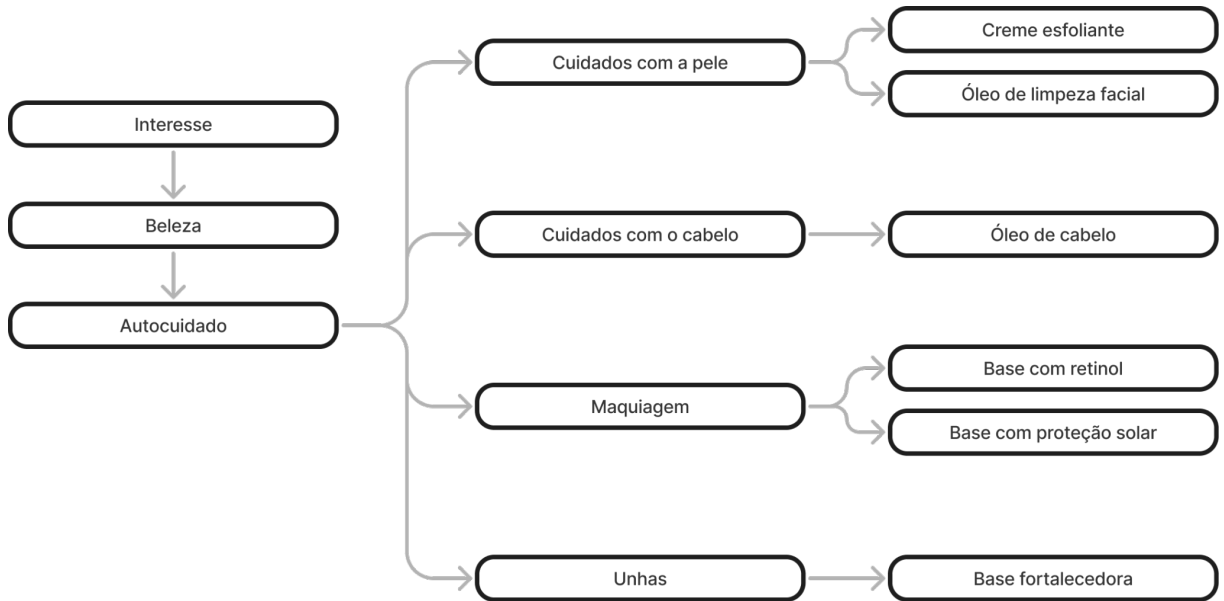 Interesse
Beleza
Autocuidado
Cuidados com a pele
Creme esfoliante
Óleo de limpeza facial
Cuidados com o cabelo
Óleo de cabelo
Maquiagem
Base com retinol
Base com proteção solar
Unhas
Base fortalecedora